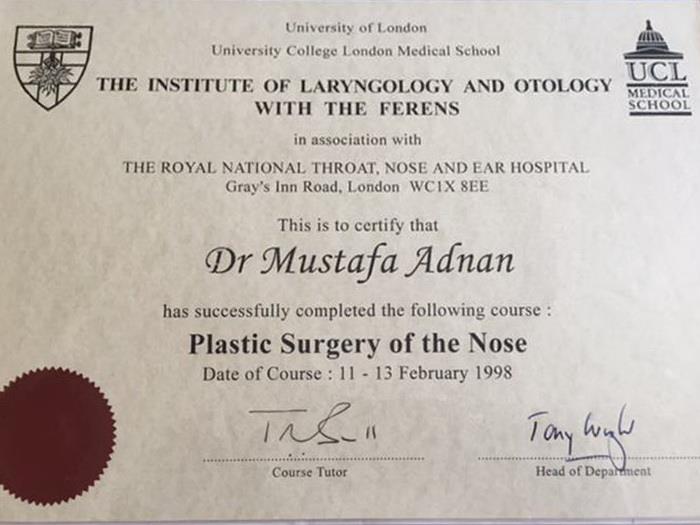 University of London
University College London Medical School
THE INSTITUTE OF LARYNGOLOGY AND OTOLOGY
WITH THE FERENS
UCL
MEDICAL
SCHOOL
in association with
THE ROYAL NATIONAL THROAT, NOSE AND EAR HOSPITAL
Gray's Inn Road, London WC1X 8EE
This is to certify that
Dr Mustafa Adnan
has successfully completed the following course :
Plastic Surgery of the Nose
Date of Course : 11 - 13 February 1998
Tony Wright
Course Tutor
Head of Department